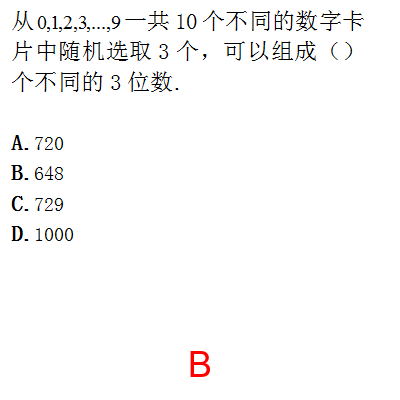 从 0,1,2,3,...,9 一共 10 个不同的数字卡
片中随机选取 3 个，可以组成（）
个不同的 3 位数.
A. 720
B. 648
C. 729
D. 1000
B